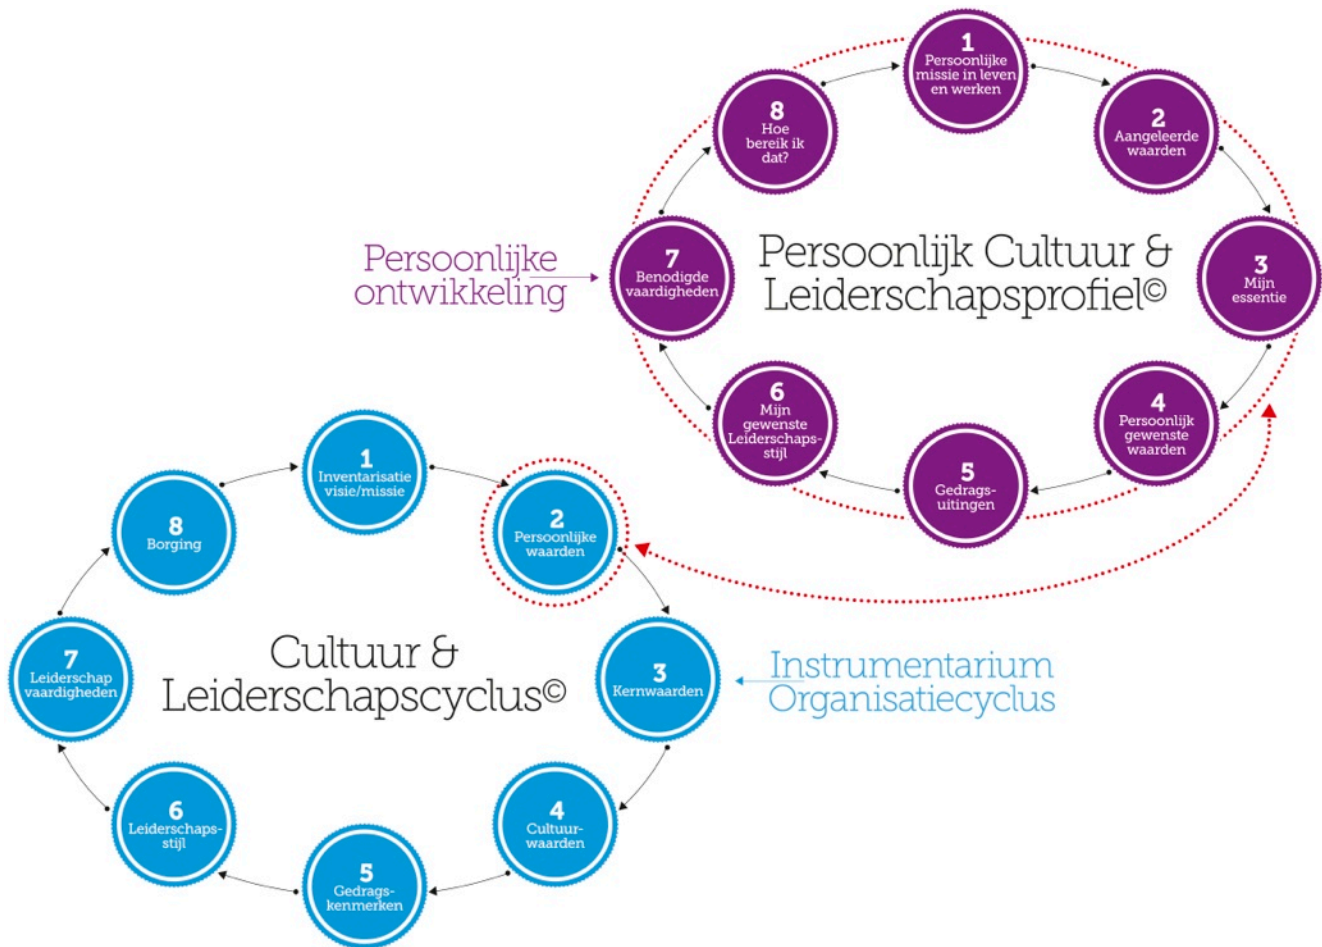 1
Persoonlijke
missie in leven
en werken
2
Aangeleerde
waarden
3
Mijn
essentie
4
Persoonlijk
gewenste
waarden
5
Gedrags-
uitingen
6
Mijn
gewenste
Leiderschaps-
stijl
7
Benodigde
vaardigheden
8
Hoe
bereik ik
dat?
Persoonlijk Cultuur &
Leiderschapsprofiel©
Persoonlijke
ontwikkeling
1
Inventarisatie
visie/missie
2
Persoonlijke
waarden
3
Kernwaarden
4
Cultuur-
waarden
5
Gedrags-
kenmerken
6
Leiderschaps-
stijl
7
Leiderschap
vaardigheden
8
Borging
Cultuur &
Leiderschapscyclus©
Instrumentarium
Organisatiecyclus